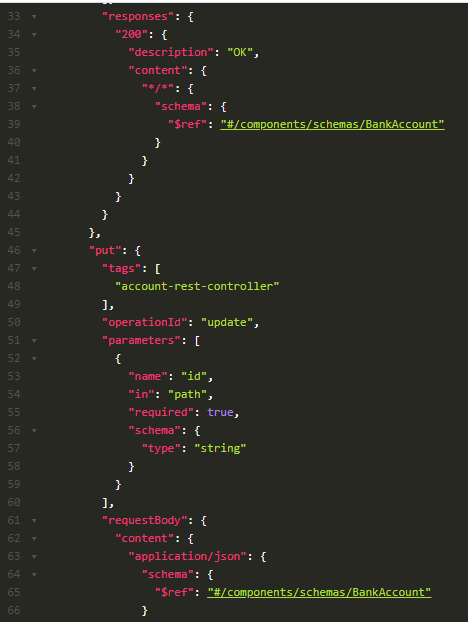 33 ▾ "responses": {
34 ▾ "200": {
35 "description": "OK",
36 ▾ "content": {
37 ▾ "*/*": {
38 ▾ "schema": {
39 "$ref": "#/components/schemas/BankAccount"
40 }
41 }
42 }
43 }
44 }
45 },
46 ▾ "put": {
47 ▾ "tags": [
48 "account-rest-controller"
49 ],
50 "operationId": "update",
51 ▾ "parameters": [
52 ▾ {
53 "name": "id",
54 "in": "path",
55 "required": true,
56 ▾ "schema": {
57 "type": "string"
58 }
59 }
60 ],
61 ▾ "requestBody": {
62 ▾ "content": {
63 ▾ "application/json": {
64 ▾ "schema": {
65 "$ref": "#/components/schemas/BankAccount"
66 }